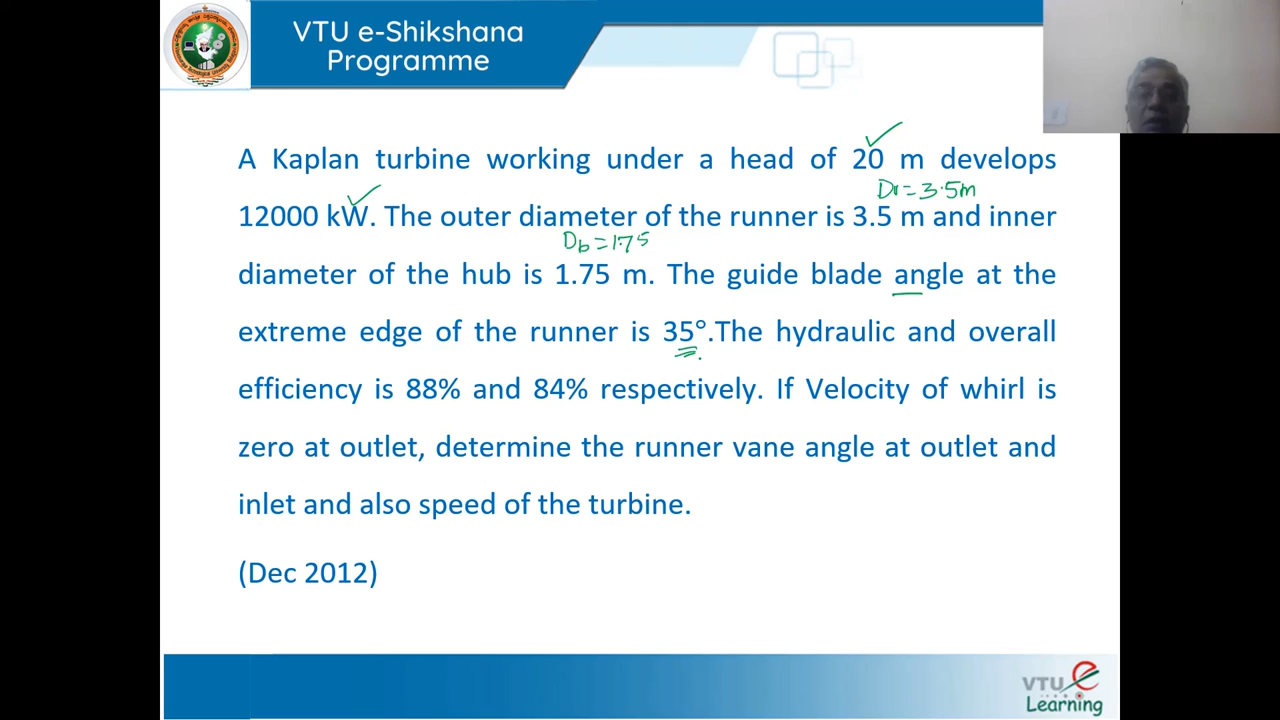 VTU e-Shikshana
Programme
A Kaplan turbine working under a head of 20 m develops
Dr = 3.5m
12000 kW. The outer diameter of the runner is 3.5 m and inner
Db = 1.75
diameter of the hub is 1.75 m. The guide blade angle at the
extreme edge of the runner is 35°.The hydraulic and overall
efficiency is 88% and 84% respectively. If Velocity of whirl is
zero at outlet, determine the runner vane angle at outlet and
inlet and also speed of the turbine.
(Dec 2012)
VTU e
Learning